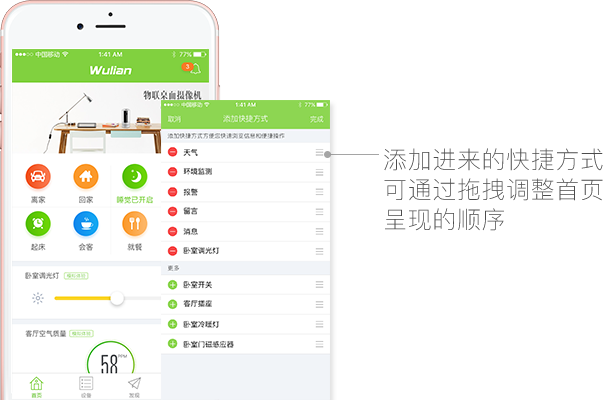 中国移动 1:41 AM 77%
Wulian
3
物联桌面摄像机
离家 回家 睡觉已开启
起床 会客 就餐
卧室调光灯
客厅空气质量
58 PPM
首页 设备 发现
中国移动 1:41 AM 77%
取消 添加快捷方式 完成
添加快捷方式方便您快速浏览信息和便捷操作
天气
环境监测
报警
留言
消息
卧室调光灯
更多
卧室开关
客厅插座
卧室冷暖灯
卧室门磁感应器
添加进来的快捷方式
可通过拖拽调整首页
呈现的顺序